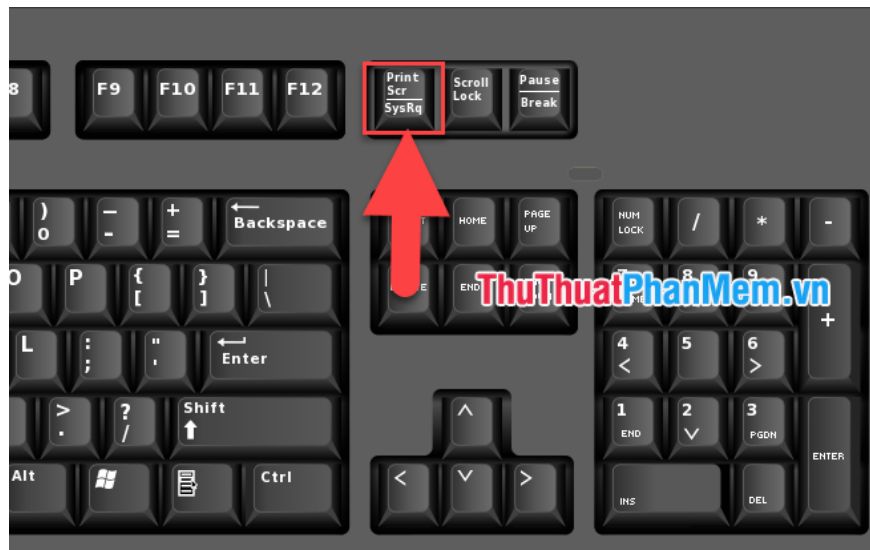 8 F9 F10 F11 F12
Print
Scr
SysRq
Scroll
Lock
Pause
Break
) _ +
0 - =
Backspace
HOME
PAGE
UP
NUM
LOCK
/ * -
O P { } |
[ ] \
END
ThuThuatPhanMem.vn
7 8 9
+
L : "
; '
Enter
4 5 6
< >
> ?
. /
Shift
^
1 2 3
END
PGDN
ENTER
Alt
Ctrl
< v >
INS
DEL